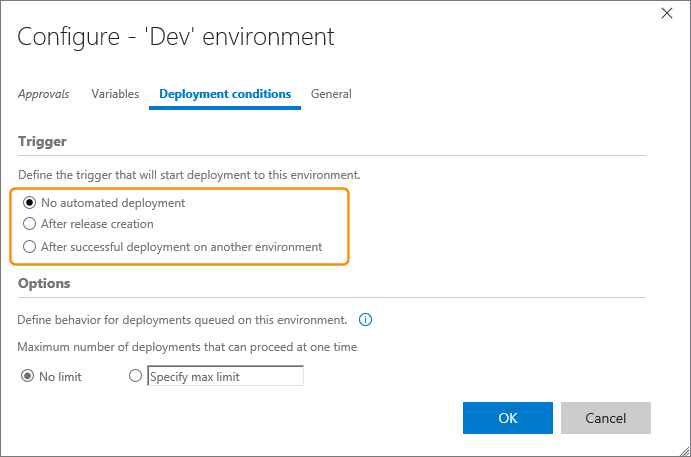 Configure - 'Dev' environment
Approvals Variables Deployment conditions General
Trigger
Define the trigger that will start deployment to this environment.
No automated deployment
After release creation
After successful deployment on another environment
Options
Define behavior for deployments queued on this environment.
Maximum number of deployments that can proceed at one time
No limit Specify max limit
OK Cancel